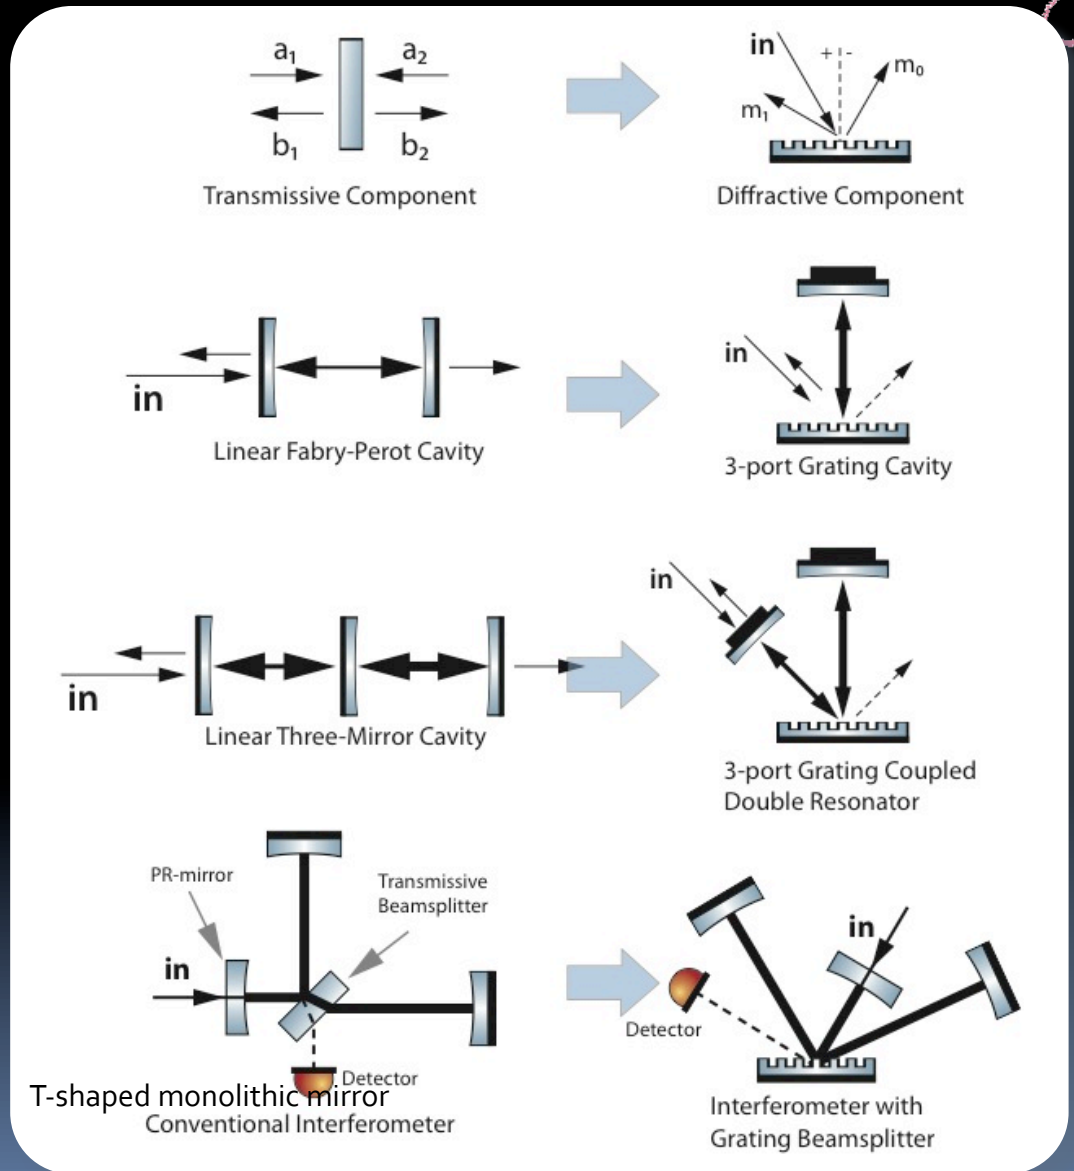 a₁ a₂
b₁ b₂
Transmissive Component
in + - m₀
m₁
Diffractive Component
in
Linear Fabry-Perot Cavity
in
3-port Grating Cavity
in
Linear Three-Mirror Cavity
in
3-port Grating Coupled
Double Resonator
PR-mirror
Transmissive
Beamsplitter
in
Detector
T-shaped monolithic mirror
Conventional Interferometer
in
Detector
Interferometer with
Grating Beamsplitter